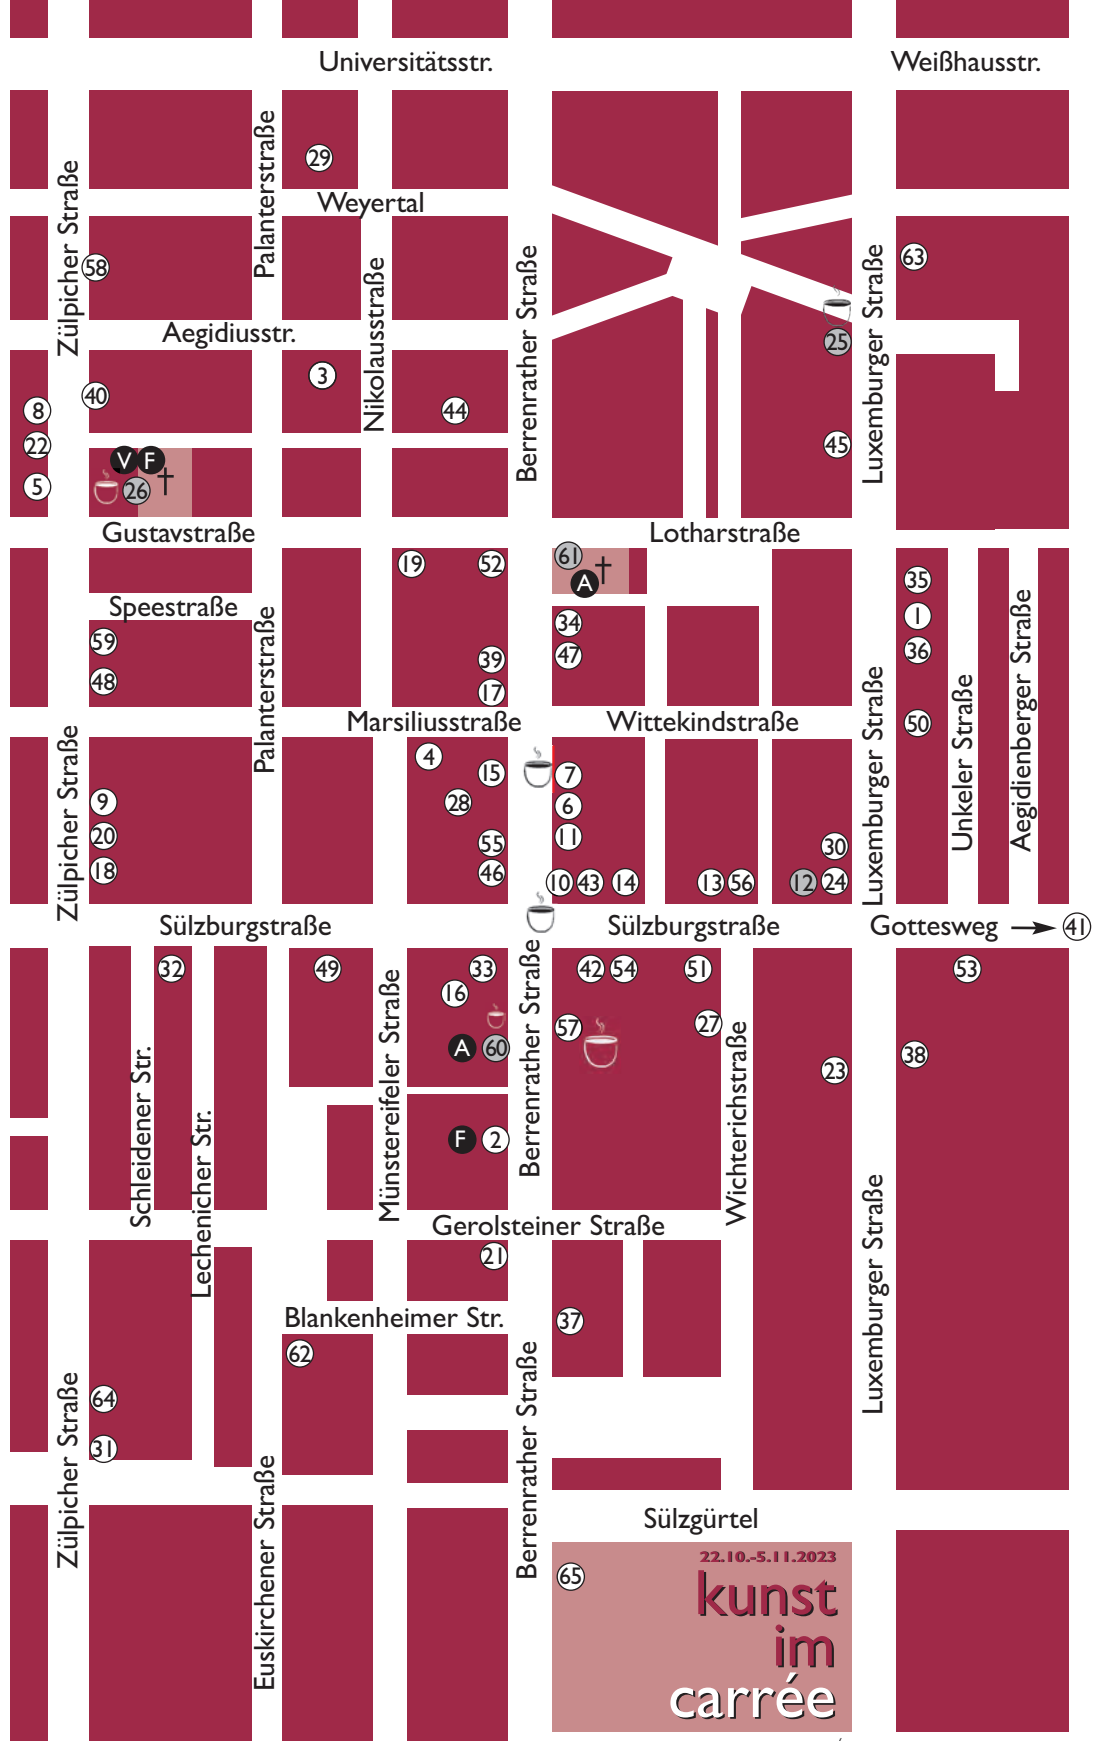 Universitätsstr.
Weißhausstr.
Zülpicher Straße
Palanterstraße
29
Weyertal
58
Nikolausstraße
Berrenrather Straße
Luxemburger Straße
63
Aegidiusstr.
25
3
40
8
44
22
45
V F
5
26
Gustavstraße
Lotharstraße
19
52
61
A
35
Speestraße
1
34
59
36
47
39
48
17
Palanterstraße
Luxemburger Straße
Unkeler Straße
Aegidienberger Straße
50
Marsiliusstraße
Wittekindstraße
Zülpicher Straße
4
15
7
9
28
6
20
11
55
30
18
46
10 43 14
13 56
12 24
Sülzburgstraße
Sülzburgstraße
Gottesweg
41
32
49
33
42 54
51
53
16
Münstereifeler Straße
Berrenrather Straße
57
27
A 60
38
23
Schleidener Str.
Lechenicher Str.
Wichterichstraße
F 2
Gerolsteiner Straße
21
Luxemburger Straße
Blankenheimer Str.
37
62
64
31
Zülpicher Straße
Euskirchener Straße
Berrenrather Straße
Sülzgürtel
22.10.-5.11.2023
65
kunst
im
carrée